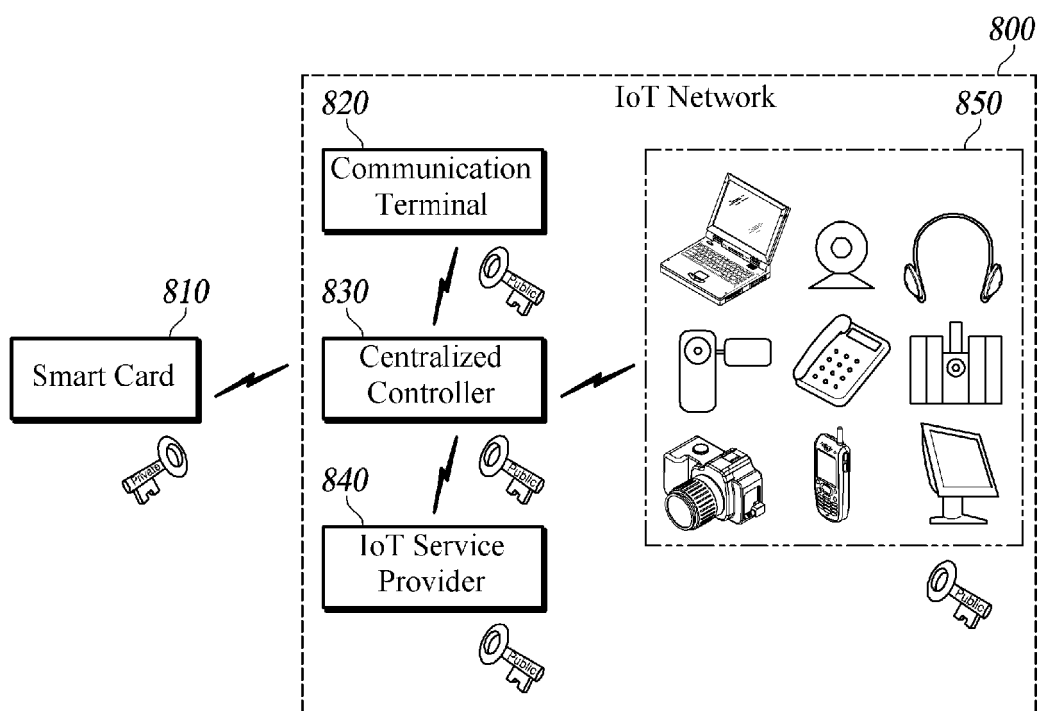 800
IoT Network
820
850
Communication
Terminal
Public
810
830
Smart Card
Centralized
Controller
Private
Public
840
IoT Service
Provider
Public
Public